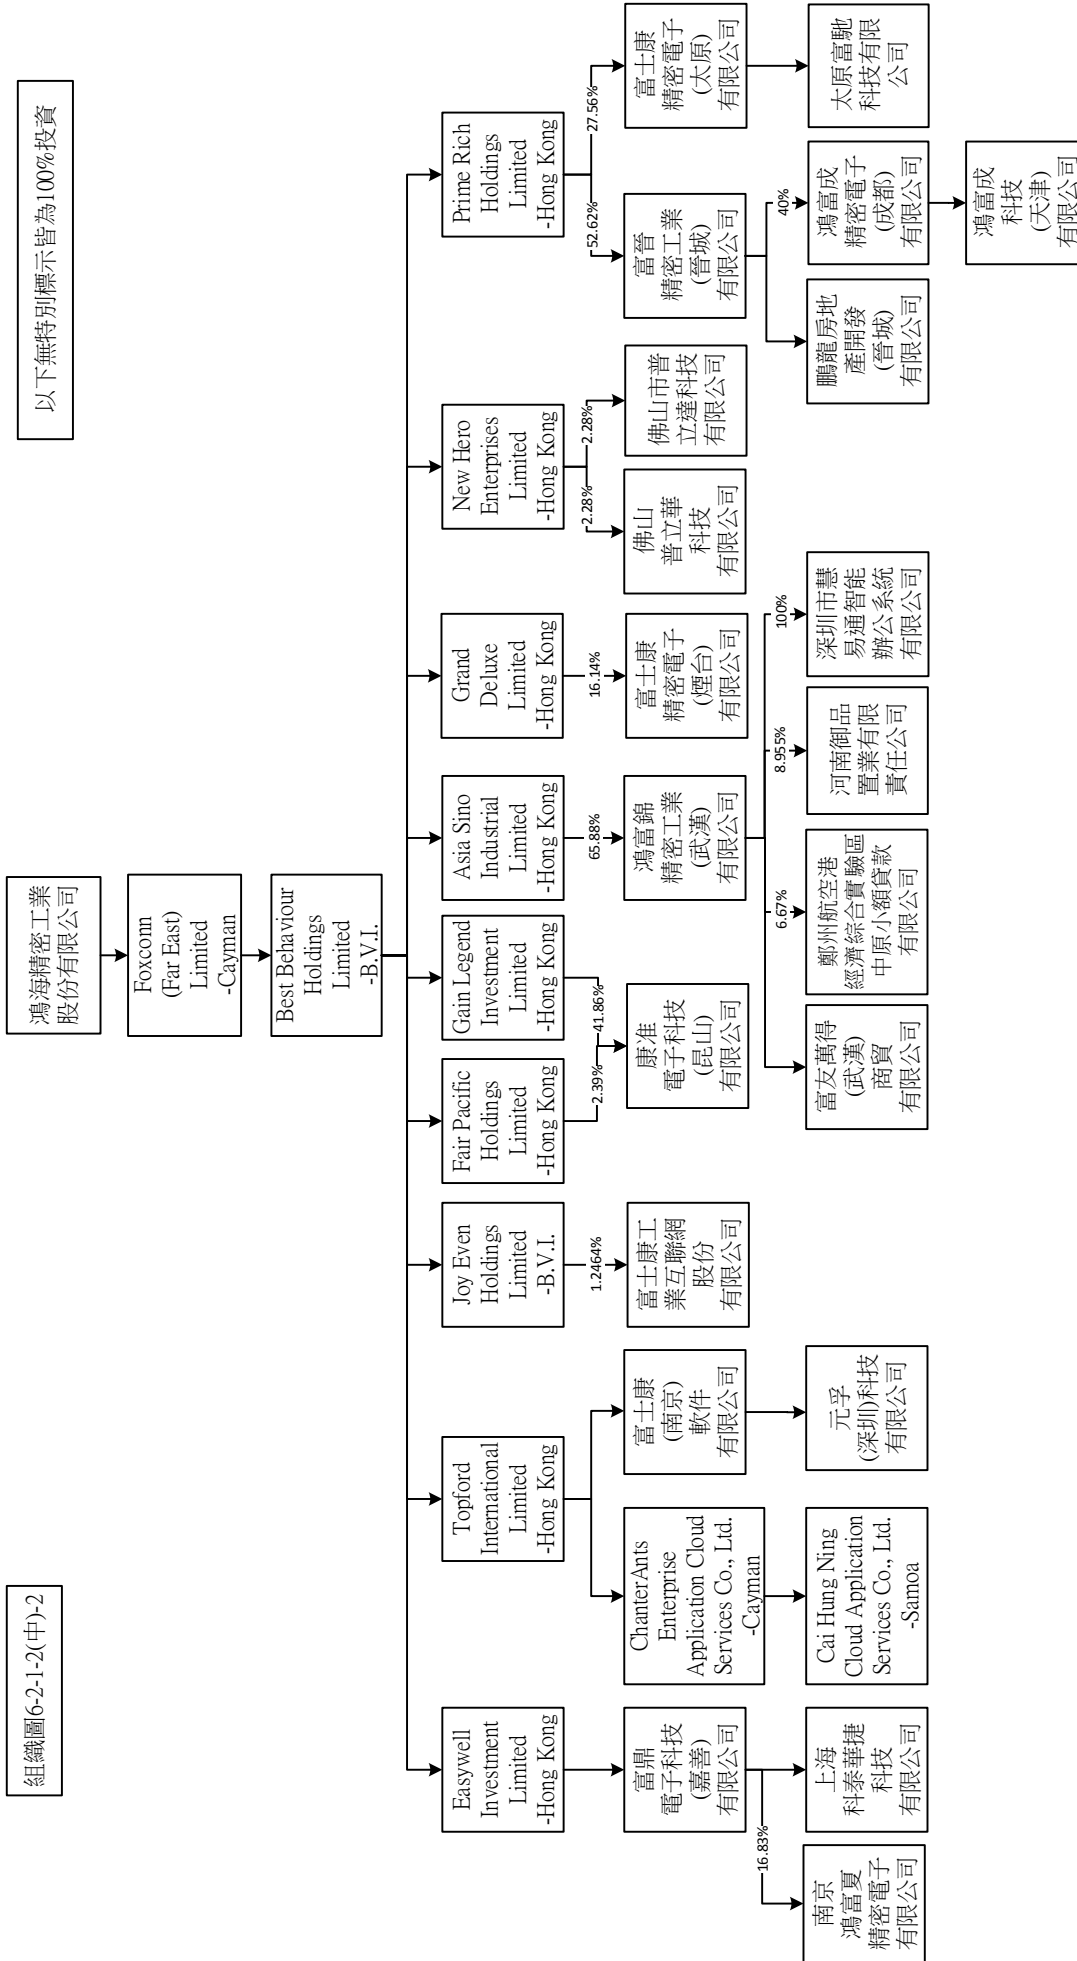 組織圖6-2-1-2(中)-2
以下無特別標示皆為100%投資
鴻海精密工業
股份有限公司
Foxconn
(Far East)
Limited
-Cayman
Best Behaviour
Holdings
Limited
-B.V.I.
Easywell
Investment
Limited
-Hong Kong
Topford
International
Limited
-Hong Kong
Joy Even
Holdings
Limited
-B.V.I.
Fair Pacific
Holdings
Limited
-Hong Kong
Gain Legend
Investment
Limited
-Hong Kong
Asia Sino
Industrial
Limited
-Hong Kong
Grand
Deluxe
Limited
-Hong Kong
New Hero
Enterprises
Limited
-Hong Kong
Prime Rich
Holdings
Limited
-Hong Kong
1.2464%
2.39%
41.86%
65.88%
16.14%
2.28%
2.28%
52.62%
27.56%
富鼎
電子科技
(嘉善)
有限公司
ChanterAnts
Enterprise
Application Cloud
Services Co., Ltd.
-Cayman
富士康
(南京)
軟件
有限公司
富士康工
業互聯網
股份
有限公司
康准
電子科技
(昆山)
有限公司
鴻富錦
精密工業
(武漢)
有限公司
富士康
精密電子
(煙台)
有限公司
佛山
普立華
科技
有限公司
佛山市普
立達科技
有限公司
富晉
精密工業
(晉城)
有限公司
富士康
精密電子
(太原)
有限公司
16.83%
6.67%
8.955%
100%
40%
南京
鴻富夏
精密電子
有限公司
上海
科泰華捷
科技
有限公司
Cai Hung Ning
Cloud Application
Services Co., Ltd.
-Samoa
元孚
(深圳)科技
有限公司
富友萬得
(武漢)
商貿
有限公司
鄭州航空港
經濟綜合實驗區
中原小額貸款
有限公司
河南御品
置業有限
責任公司
深圳市慧
易通智能
辦公系統
有限公司
鵬龍房地
產開發
(晉城)
有限公司
鴻富成
精密電子
(成都)
有限公司
太原富馳
科技有限
公司
鴻富成
科技
(天津)
有限公司